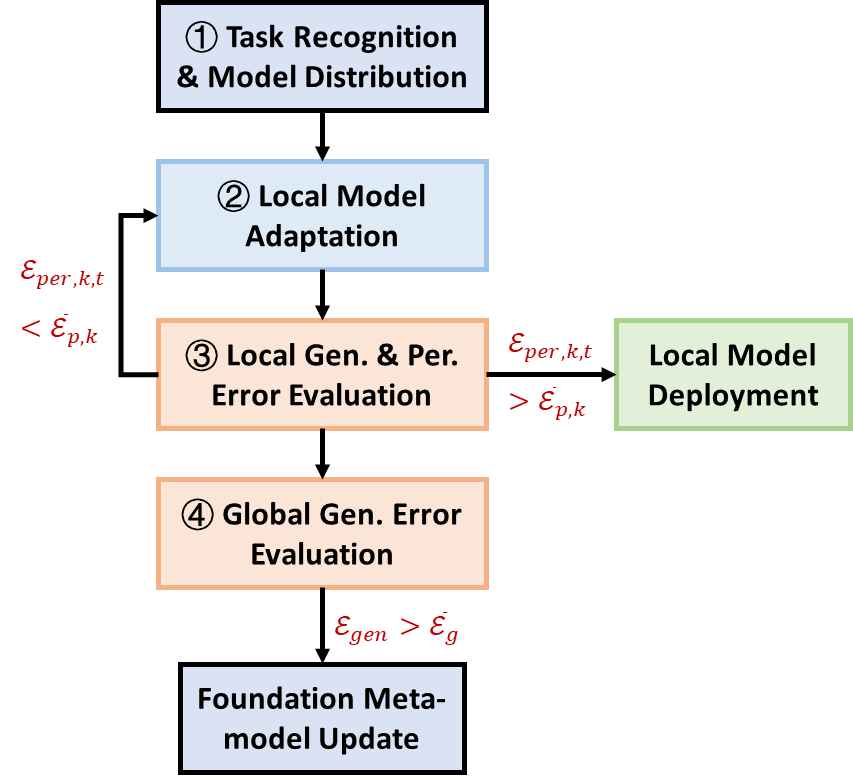 ① Task Recognition
& Model Distribution
② Local Model
Adaptation
ℰper,k,t
< ℰ̄p,k
③ Local Gen. & Per.
Error Evaluation
ℰper,k,t
> ℰ̄p,k
Local Model
Deployment
④ Global Gen. Error
Evaluation
ℰgen > ℰ̄g
Foundation Meta-
model Update